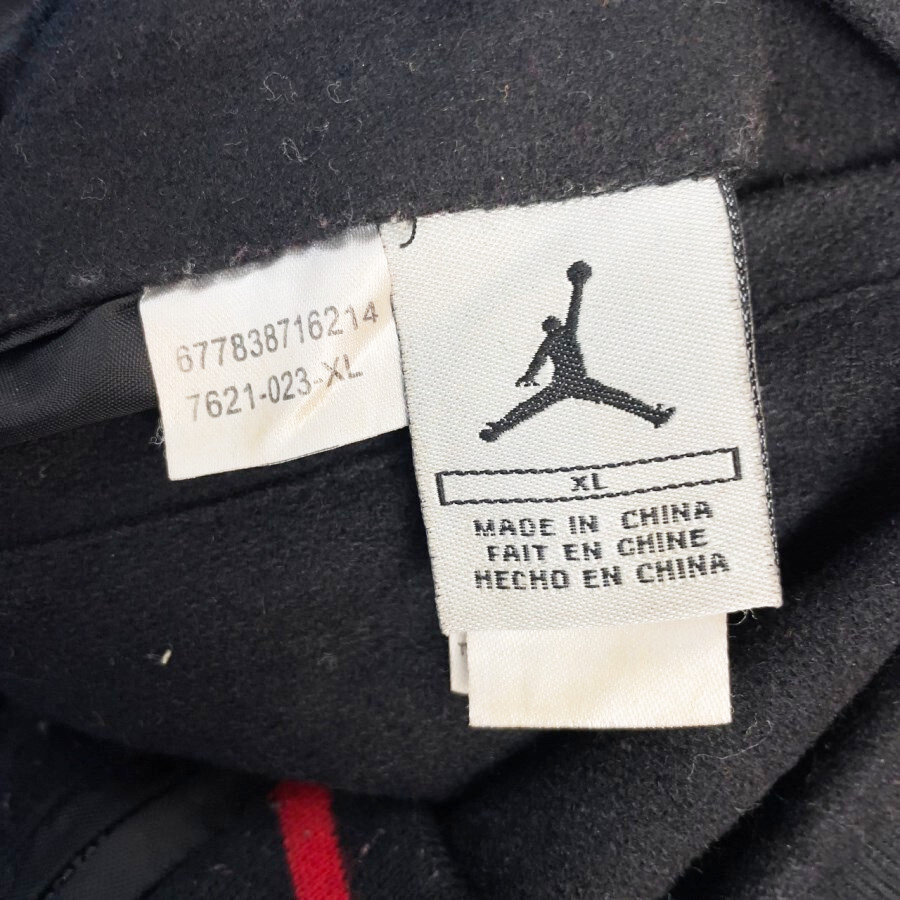 677838716214
7621-023-XL
XL
MADE IN CHINA
FAIT EN CHINE
HECHO EN CHINA
T